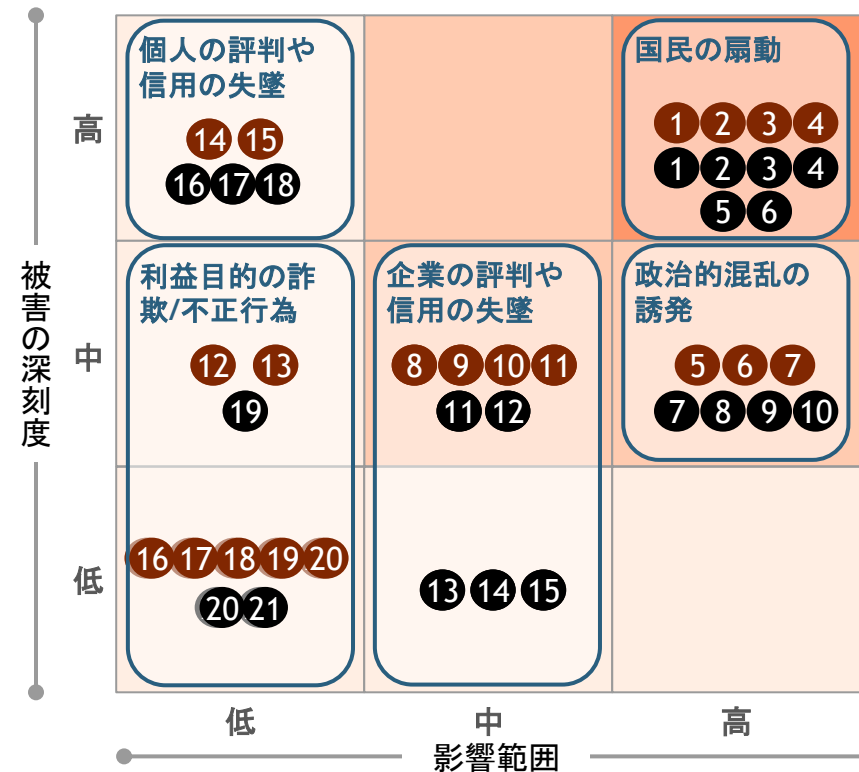 個人の評判や
信用の失墜
14 15
16 17 18
国民の扇動
1 2 3 4
1 2 3 4
5 6
高
利益目的の詐
欺/不正行為
12 13
19
企業の評判や
信用の失墜
8 9 10 11
11 12
政治的混乱の
誘発
5 6 7
7 8 9 10
中
被害の深刻度
16 17 18 19 20
20 21
13 14 15
低
低
中
高
影響範囲